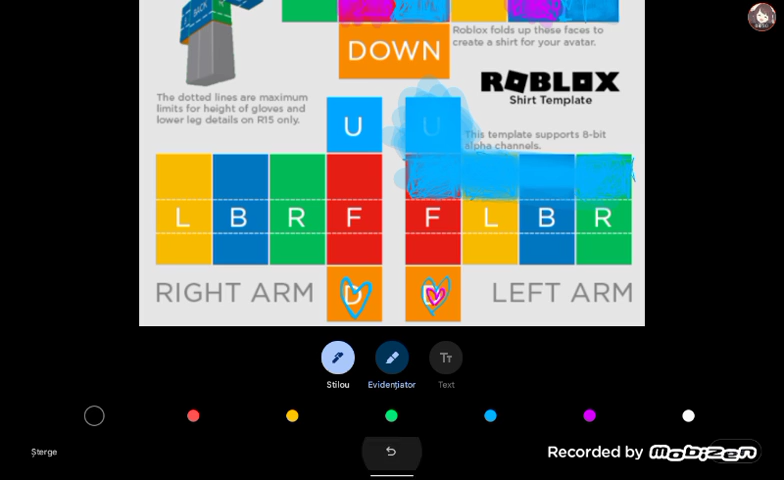 BACK
DOWN
Roblox folds up these faces to
create a shirt for your avatar.
ROBLOX
Shirt Template
The dotted lines are maximum
limits for height of gloves and
lower leg details on R15 only.
U
U
This template supports 8-bit
alpha channels.
L B R F
F L B R
RIGHT ARM
D
LEFT ARM
Stilou
Evidențiator
Text
Șterge
Recorded by mobizen